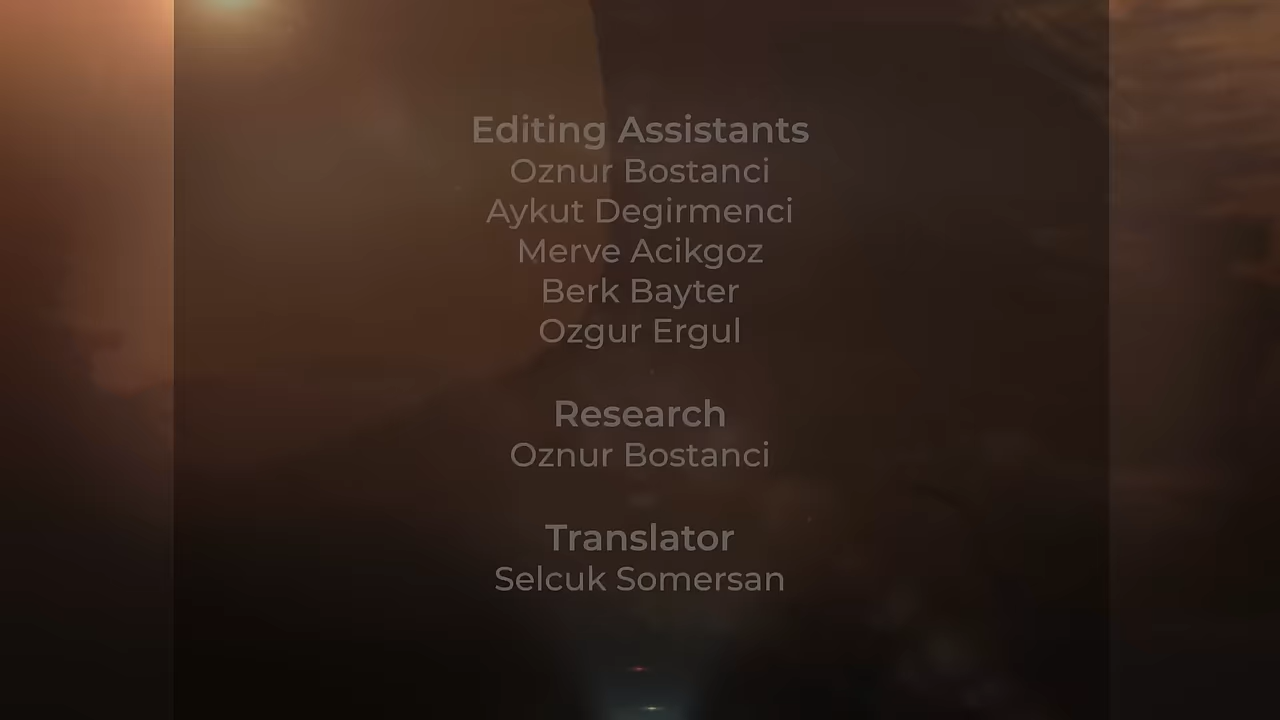 Editing Assistants
Oznur Bostanci
Aykut Degirmenci
Merve Acikgoz
Berk Bayter
Ozgur Ergul
Research
Oznur Bostanci
Translator
Selcuk Somersan